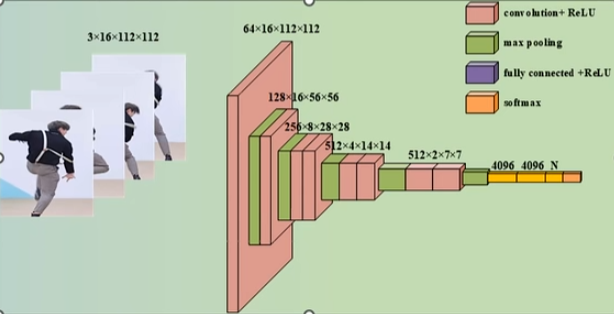 3×16×112×112
64×16×112×112
128×16×56×56
256×8×28×28
512×4×14×14
512×2×7×7
4096 4096 N
convolution+ ReLU
max pooling
fully connected +ReLU
softmax